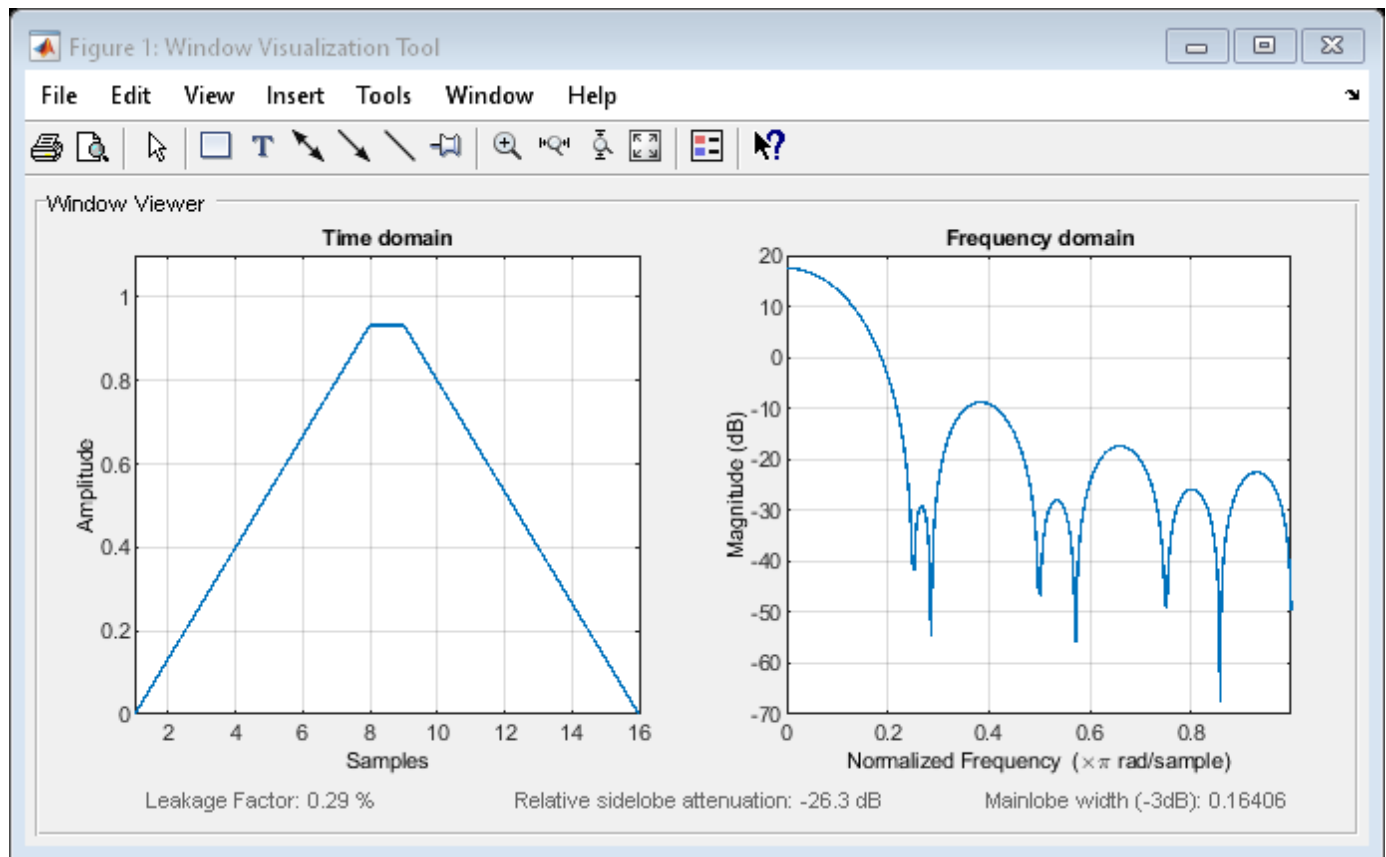 Figure 1: Window Visualization Tool
File Edit View Insert Tools Window Help
T
?
Window Viewer
Time domain
1
0.8
0.6
0.4
0.2
0
Amplitude
2 4 6 8 10 12 14 16
Samples
Frequency domain
20
10
0
-10
-20
-30
-40
-50
-60
-70
Magnitude (dB)
0 0.2 0.4 0.6 0.8
Normalized Frequency (×π rad/sample)
Leakage Factor: 0.29 % Relative sidelobe attenuation: -26.3 dB Mainlobe width (-3dB): 0.16406